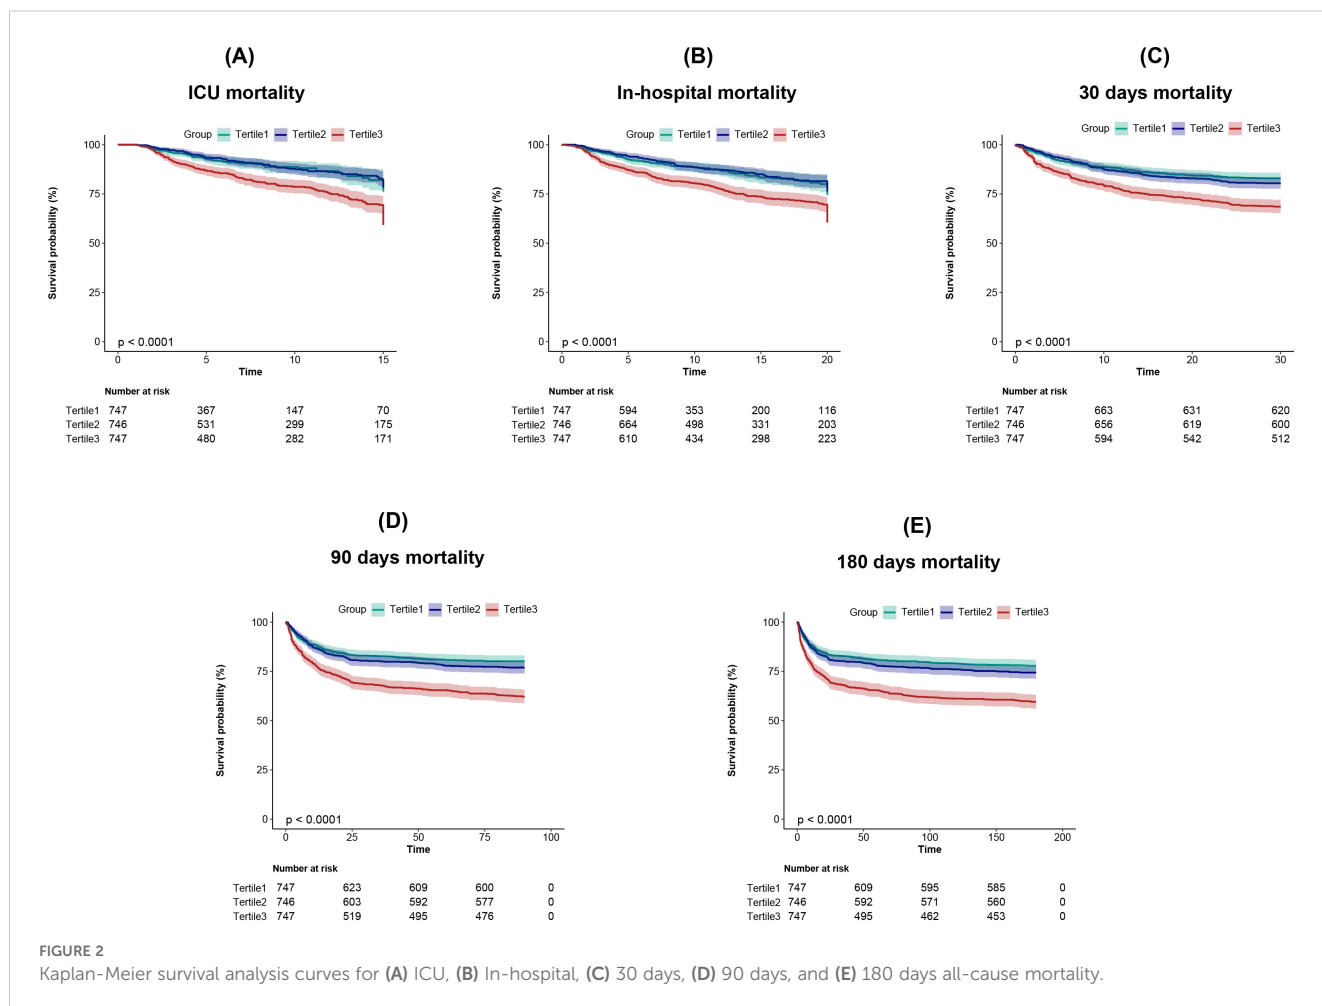 (A)
ICU mortality
Group Tertile1 Tertile2 Tertile3
Survival probability (%)
100
75
50
25
0
p < 0.0001
0 5 10 15
Time
Number at risk
Tertile1 747 367 147 70
Tertile2 746 531 299 175
Tertile3 747 480 282 171
(B)
In-hospital mortality
Group Tertile1 Tertile2 Tertile3
Survival probability (%)
100
75
50
25
0
p < 0.0001
0 5 10 15 20
Time
Number at risk
Tertile1 747 594 353 200 116
Tertile2 746 664 498 331 203
Tertile3 747 610 434 298 223
(C)
30 days mortality
Group Tertile1 Tertile2 Tertile3
Survival probability (%)
100
75
50
25
0
p < 0.0001
0 10 20 30
Time
Number at risk
Tertile1 747 663 631 620
Tertile2 746 656 619 600
Tertile3 747 594 542 512
(D)
90 days mortality
Group Tertile1 Tertile2 Tertile3
Survival probability (%)
100
75
50
25
0
p < 0.0001
0 25 50 75 100
Time
Number at risk
Tertile1 747 623 609 600 0
Tertile2 746 603 592 577 0
Tertile3 747 519 495 476 0
(E)
180 days mortality
Group Tertile1 Tertile2 Tertile3
Survival probability (%)
100
75
50
25
0
p < 0.0001
0 50 100 150 200
Time
Number at risk
Tertile1 747 609 595 585 0
Tertile2 746 592 571 560 0
Tertile3 747 495 462 453 0
FIGURE 2
Kaplan-Meier survival analysis curves for (A) ICU, (B) In-hospital, (C) 30 days, (D) 90 days, and (E) 180 days all-cause mortality.